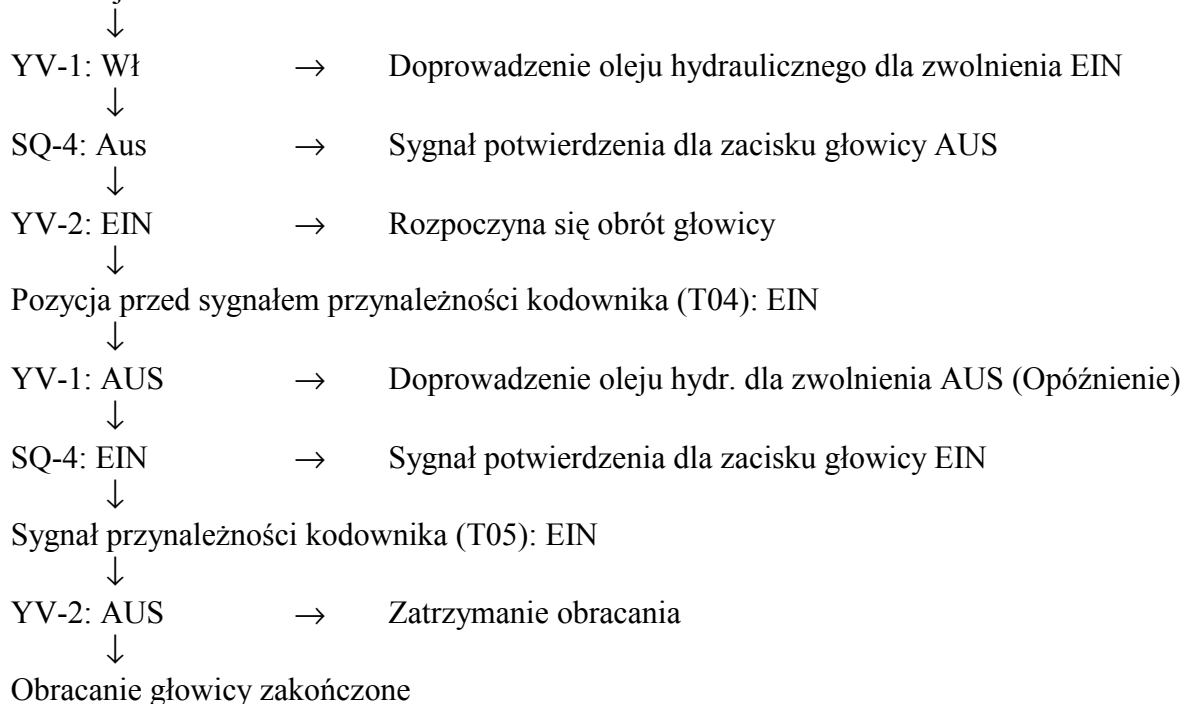 ↓
YV-1: Wł → Doprowadzenie oleju hydraulicznego dla zwolnienia EIN
↓
SQ-4: Aus → Sygnał potwierdzenia dla zacisku głowicy AUS
↓
YV-2: EIN → Rozpoczyna się obrót głowicy
↓
Pozycja przed sygnałem przynależności kodownika (T04): EIN
↓
YV-1: AUS → Doprowadzenie oleju hydr. dla zwolnienia AUS (Opóźnienie)
↓
SQ-4: EIN → Sygnał potwierdzenia dla zacisku głowicy EIN
↓
Sygnał przynależności kodownika (T05): EIN
↓
YV-2: AUS → Zatrzymanie obracania
↓
Obracanie głowicy zakończone